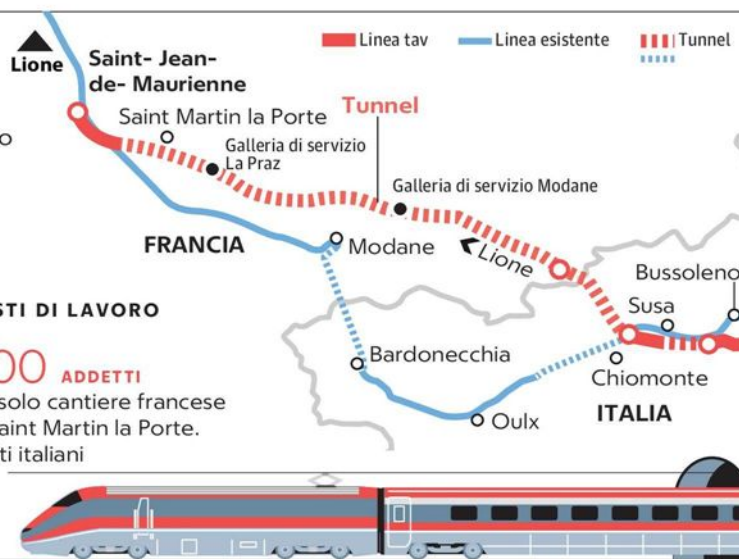 Linea tav
Linea esistente
Tunnel
Lione
Saint- Jean-
de- Maurienne
Saint Martin la Porte
Tunnel
Galleria di servizio
La Praz
Galleria di servizio Modane
FRANCIA
Modane
Lione
Bussoleno
Susa
Bardonecchia
Chiomonte
Oulx
ITALIA
o
STI DI LAVORO
00 ADDETTI
solo cantiere francese
aint Martin la Porte.
ti italiani